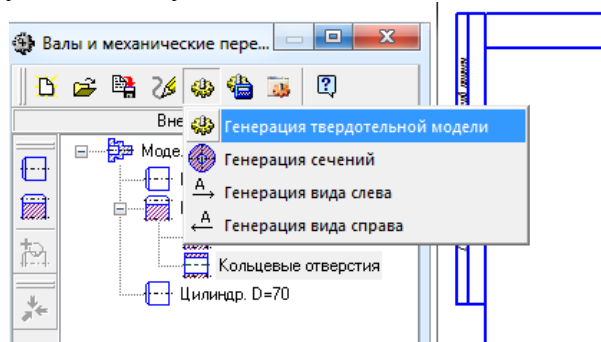 Валы и механические пере...
Вне
Генерация твердотельной модели
Моде
Генерация сечений
A
Генерация вида слева
A
Генерация вида справа
Кольцевые отверстия
Цилиндр. D=70